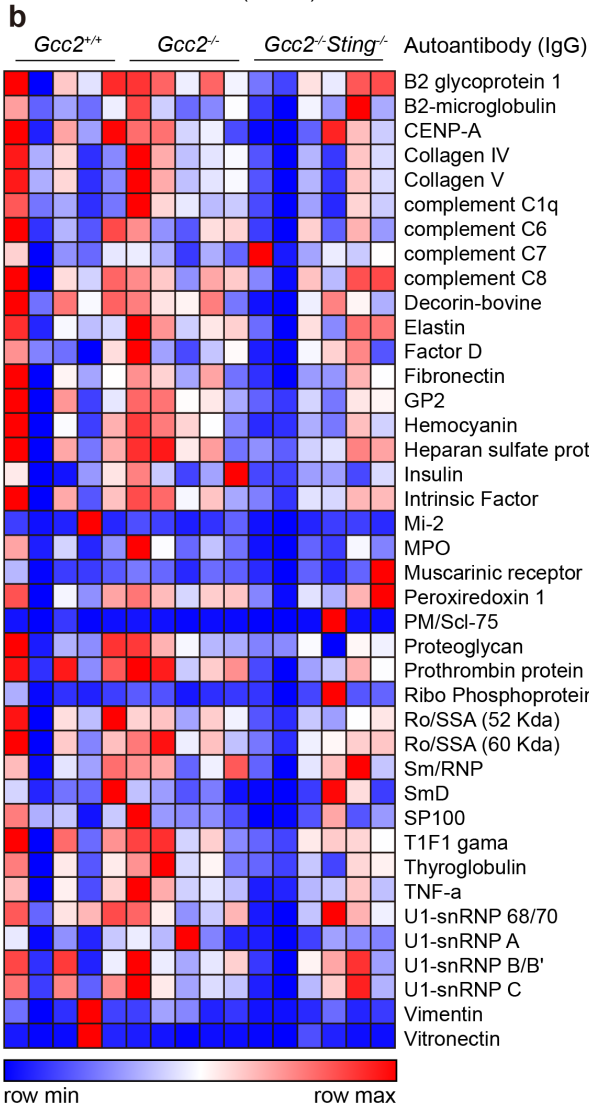 b
Gcc2+/+ Gcc2-/- Gcc2-/-Sting-/- Autoantibody (IgG)
B2 glycoprotein 1
B2-microglobulin
CENP-A
Collagen IV
Collagen V
complement C1q
complement C6
complement C7
complement C8
Decorin-bovine
Elastin
Factor D
Fibronectin
GP2
Hemocyanin
Heparan sulfate prot
Insulin
Intrinsic Factor
Mi-2
MPO
Muscarinic receptor
Peroxiredoxin 1
PM/Scl-75
Proteoglycan
Prothrombin protein
Ribo Phosphoprotein
Ro/SSA (52 Kda)
Ro/SSA (60 Kda)
Sm/RNP
SmD
SP100
T1F1 gama
Thyroglobulin
TNF-a
U1-snRNP 68/70
U1-snRNP A
U1-snRNP B/B'
U1-snRNP C
Vimentin
Vitronectin
row min row max